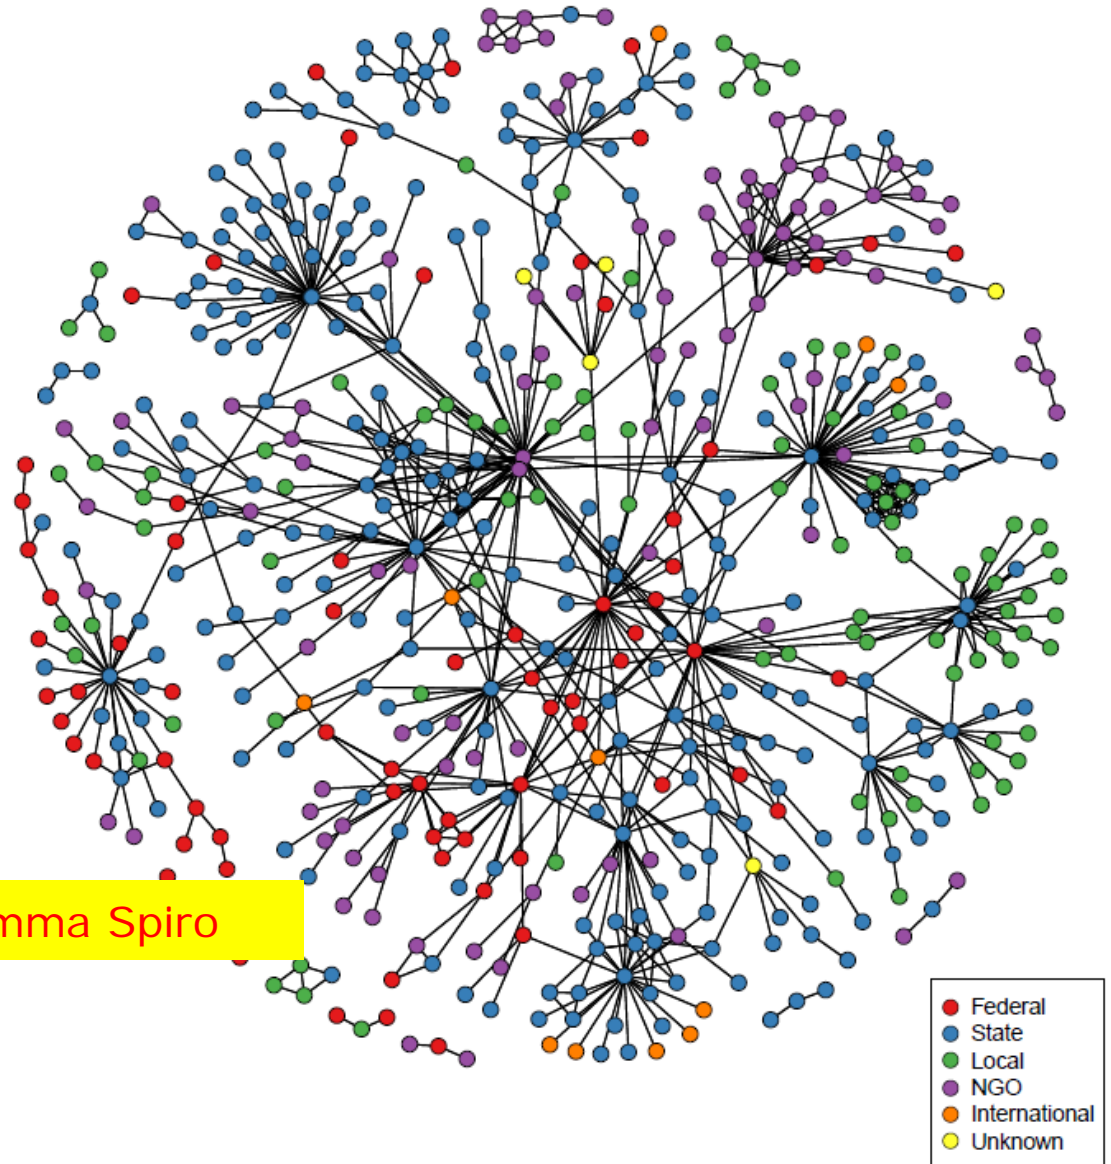 mma Spiro
Federal
State
Local
NGO
International
Unknown